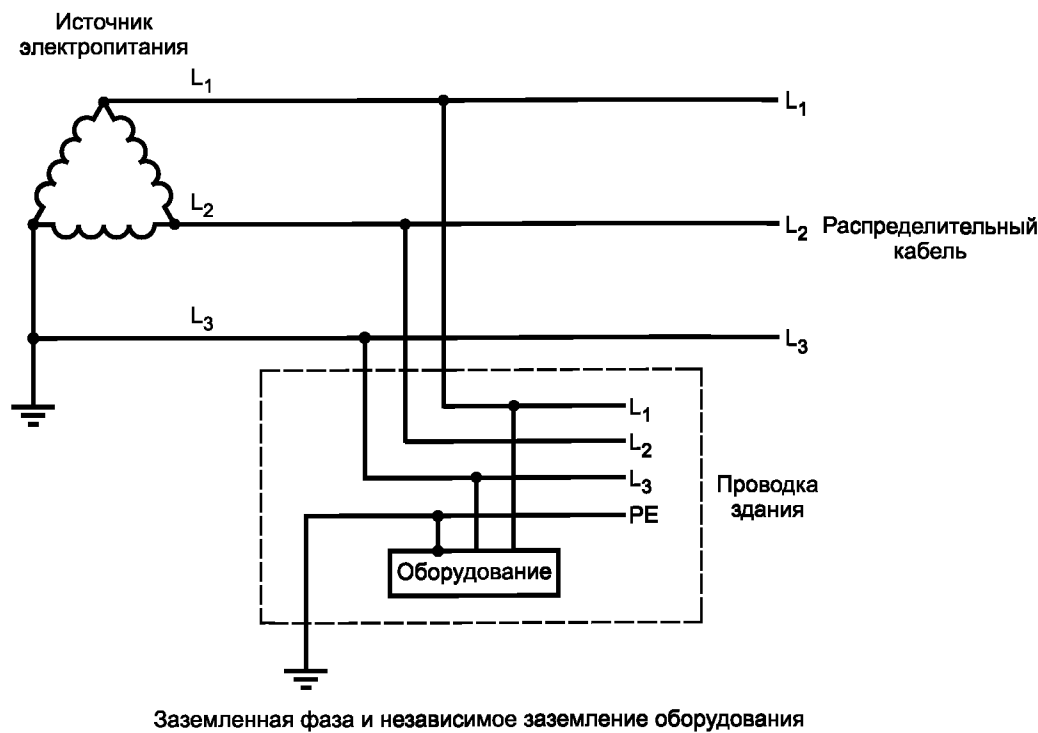 Источник
электропитания
L1
L1
L2
L2
Распределительный
кабель
L3
L3
L1
L2
L3
PE
Проводка
здания
Оборудование
Заземленная фаза и независимое заземление оборудования